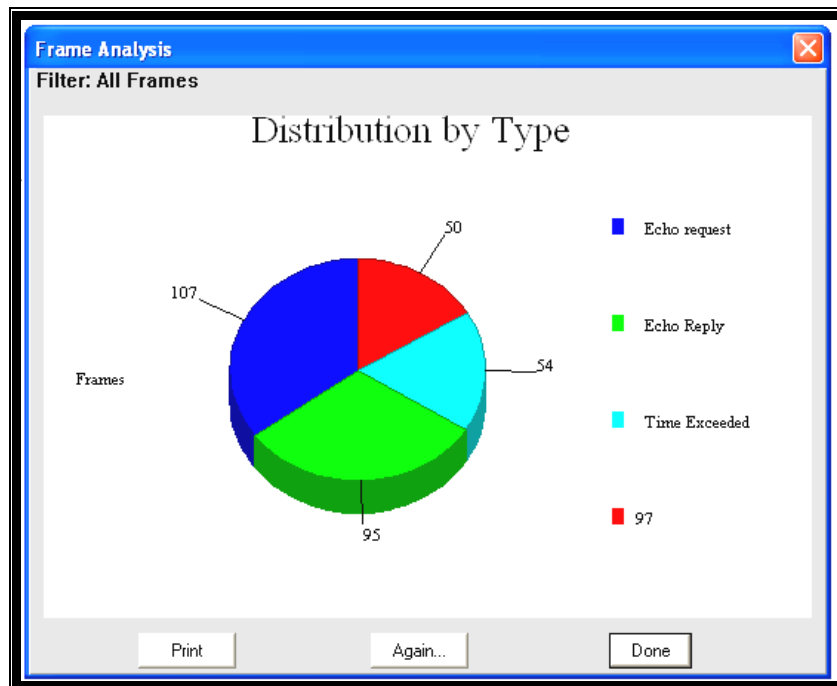 Frame Analysis
Filter: All Frames
Distribution by Type
50
Echo request
107
Echo Reply
54
Frames
Time Exceeded
97
95
Print
Again...
Done